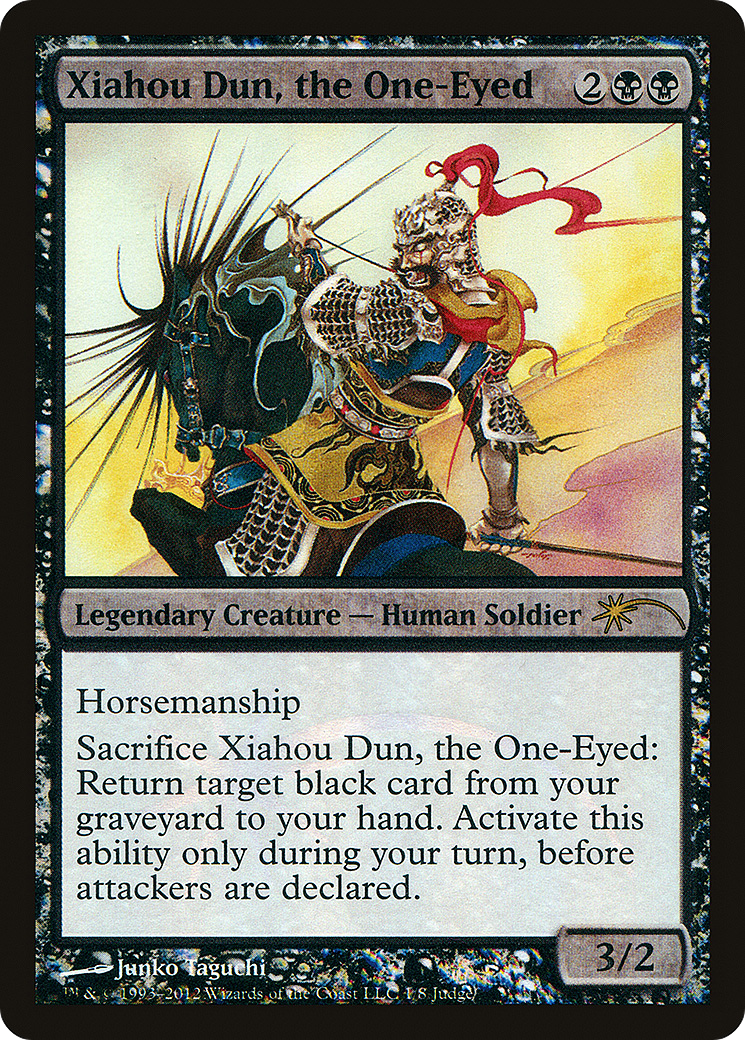 Xiahou Dun, the One-Eyed 2
Legendary Creature — Human Soldier
Horsemanship
Sacrifice Xiahou Dun, the One-Eyed:
Return target black card from your
graveyard to your hand. Activate this
ability only during your turn, before
attackers are declared.
3/2
Junko Taguchi
™ & © 1993–2012 Wizards of the Coast LLC 1/8 Judge